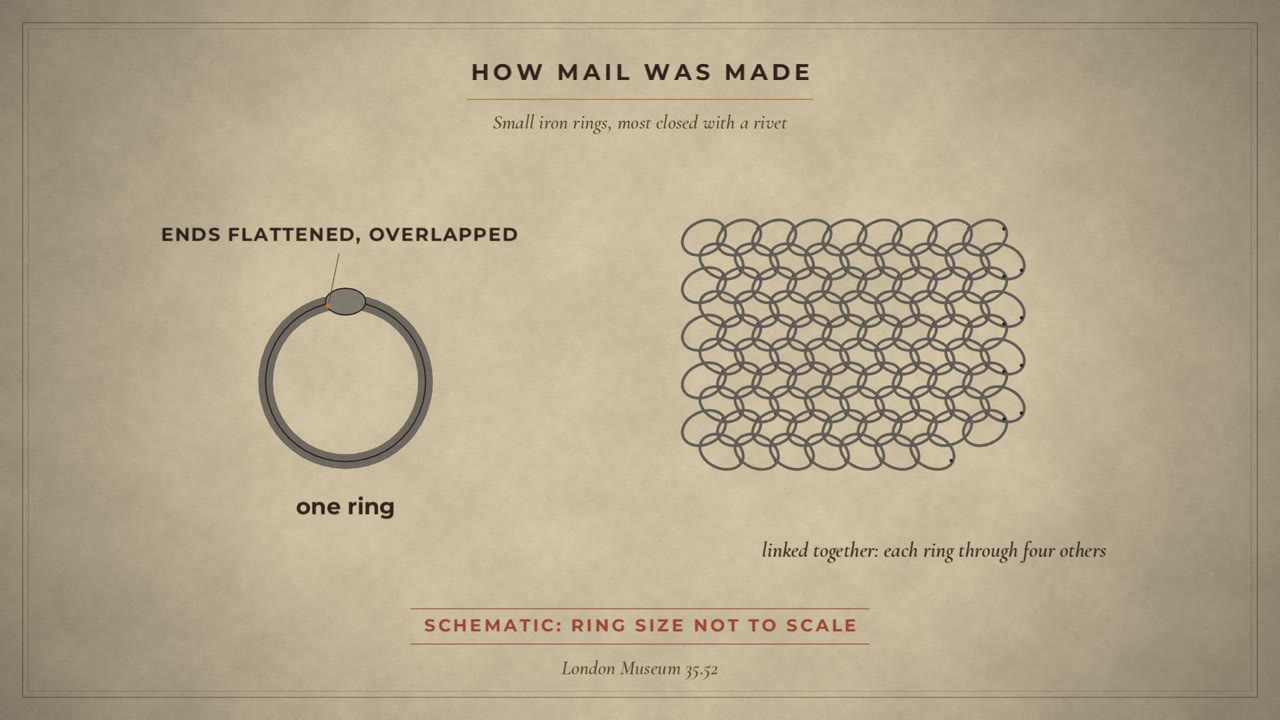 HOW MAIL WAS MADE
Small iron rings, most closed with a rivet
ENDS FLATTENED, OVERLAPPED
one ring
linked together: each ring through four others
SCHEMATIC: RING SIZE NOT TO SCALE
London Museum 35.52